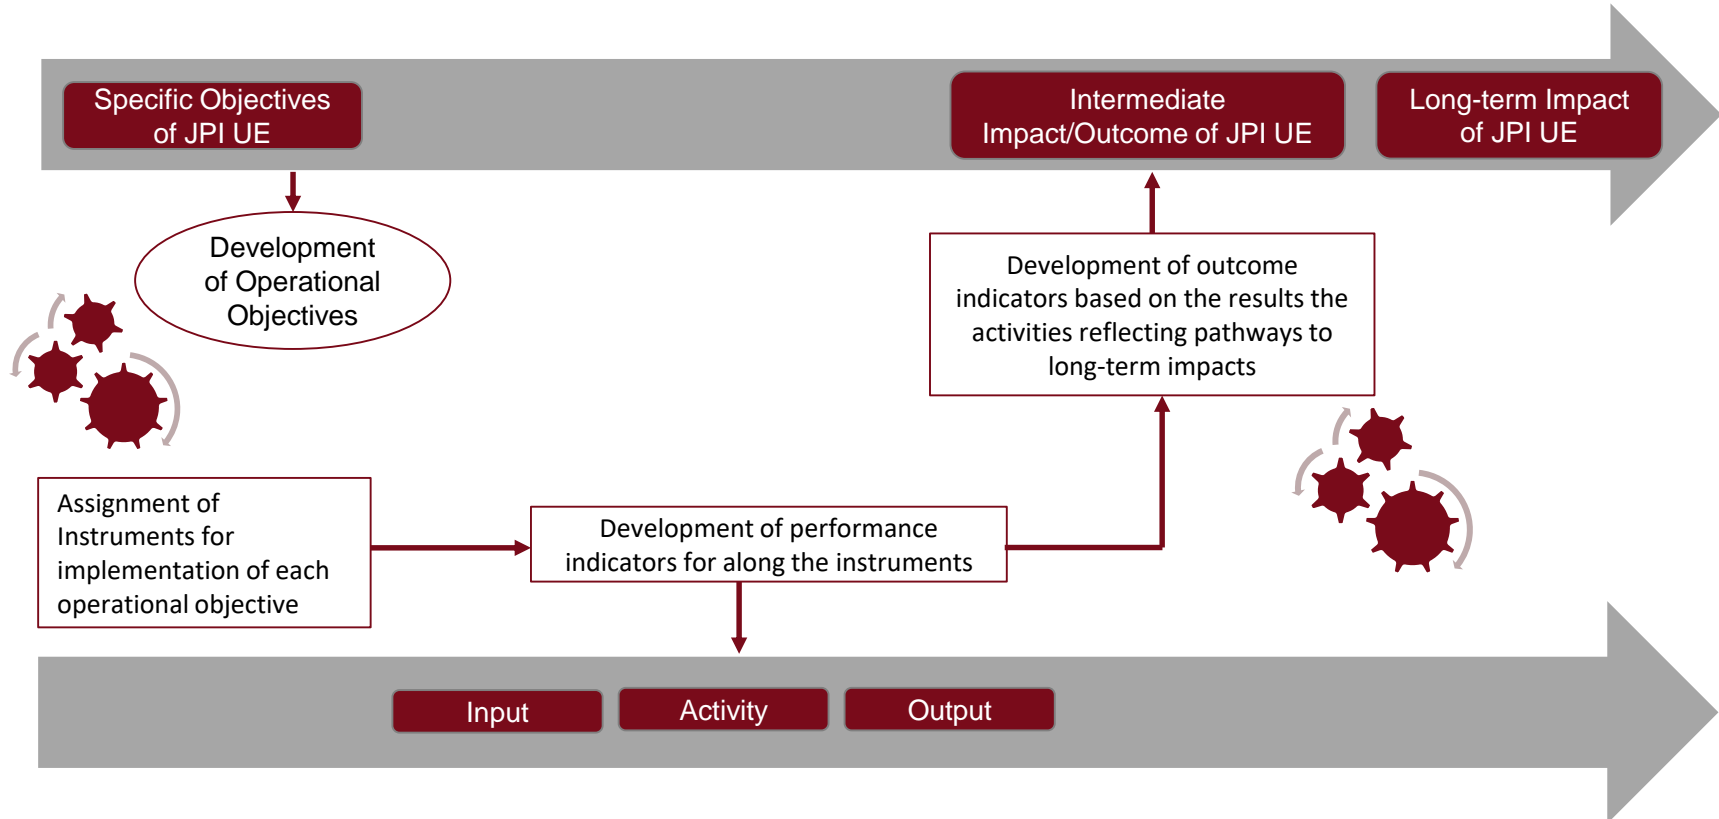 Specific Objectives
of JPI UE
Intermediate
Impact/Outcome of JPI UE
Long-term Impact
of JPI UE
Development
of Operational
Objectives
Development of outcome
indicators based on the results the
activities reflecting pathways to
long-term impacts
Assignment of
Instruments for
implementation of each
operational objective
Development of performance
indicators for along the instruments
Input
Activity
Output